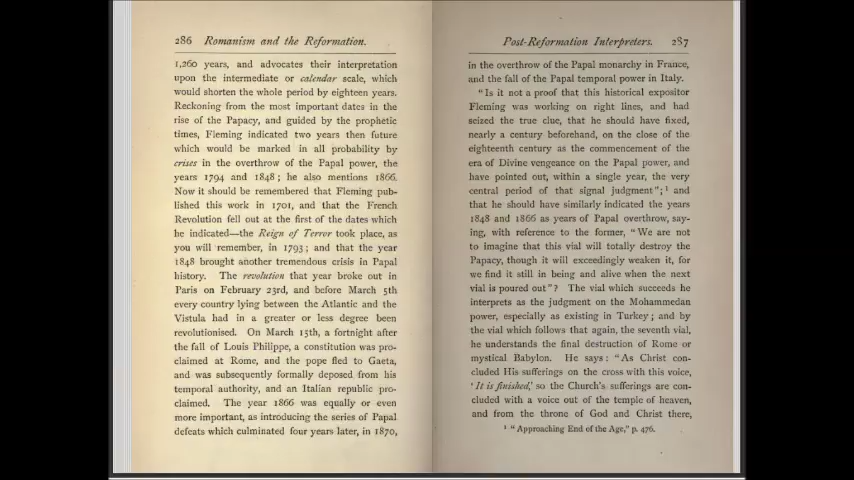 286 Romanism and the Reformation.
1,260 years, and advocates their interpretation
upon the intermediate or calendar scale, which
would shorten the whole period by eighteen years.
Reckoning from the most important dates in the
rise of the Papacy, and guided by the prophetic
times, Fleming indicated two years then future
which would be marked in all probability by
crises in the overthrow of the Papal power, the
years 1794 and 1848; he also mentions 1866.
Now it should be remembered that Fleming pub-
lished this work in 1701, and that the French
Revolution fell out at the first of the dates which
he indicated—the Reign of Terror took place, as
you will remember, in 1793; and that the year
1848 brought another tremendous crisis in Papal
history. The revolution that year broke out in
Paris on February 23rd, and before March 5th
every country lying between the Atlantic and the
Vistula had in a greater or less degree been
revolutionised. On March 15th, a fortnight after
the fall of Louis Philippe, a constitution was pro-
claimed at Rome, and the pope fled to Gaeta,
and was subsequently formally deposed from his
temporal authority, and an Italian republic pro-
claimed. The year 1866 was equally or even
more important, as introducing the series of Papal
defeats which culminated four years later, in 1870,
Post-Reformation Interpreters. 287
in the overthrow of the Papal monarchy in France,
and the fall of the Papal temporal power in Italy.
"Is it not a proof that this historical expositor
Fleming was working on right lines, and had
seized the true clue, that he should have fixed,
nearly a century beforehand, on the close of the
eighteenth century as the commencement of the
era of Divine vengeance on the Papal power, and
have pointed out, within a single year, the very
central period of that signal judgment"; ¹ and
that he should have similarly indicated the years
1848 and 1866 as years of Papal overthrow, say-
ing, with reference to the former, "We are not
to imagine that this vial will totally destroy the
Papacy, though it will exceedingly weaken it, for
we find it still in being and alive when the next
vial is poured out"? The vial which succeeds he
interprets as the judgment on the Mohammedan
power, especially as existing in Turkey; and by
the vial which follows that again, the seventh vial,
he understands the final destruction of Rome or
mystical Babylon. He says: "As Christ con-
cluded His sufferings on the cross with this voice,
'It is finished,' so the Church's sufferings are con-
cluded with a voice out of the temple of heaven,
and from the throne of God and Christ there,
¹ "Approaching End of the Age," p. 476.